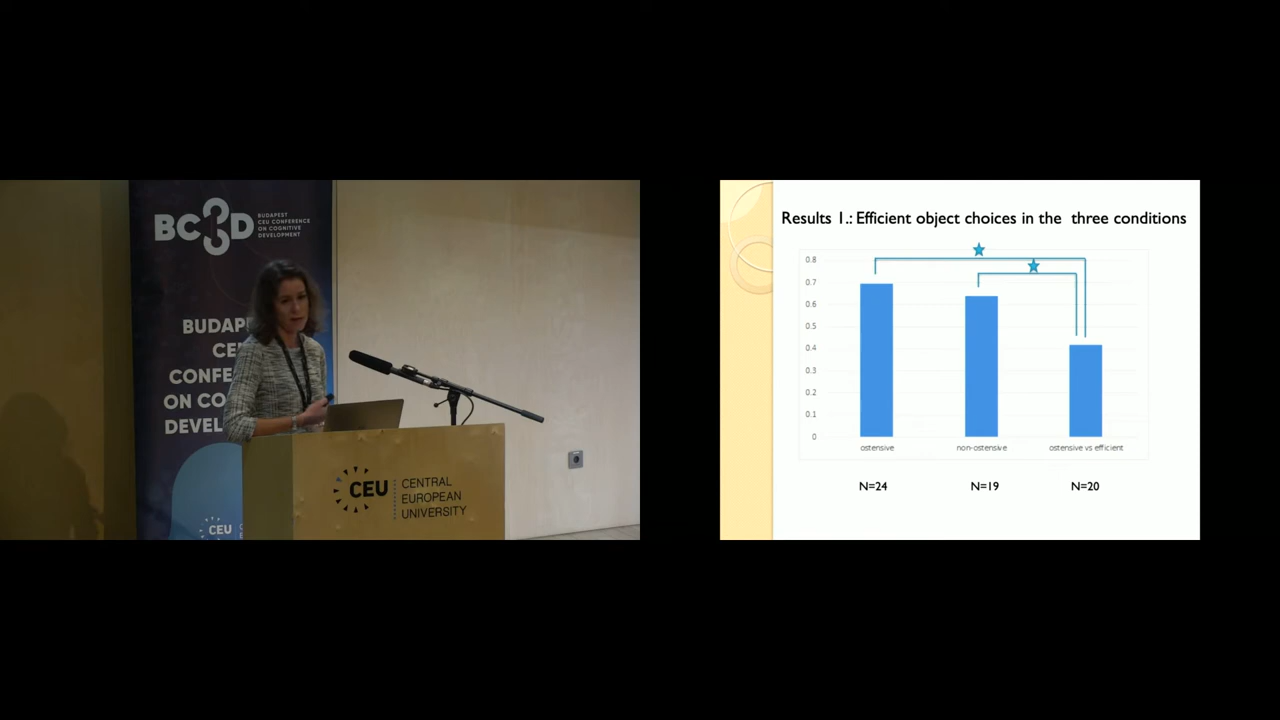 BC3D
BUDAPEST
CEU CONFERENCE
ON COGNITIVE
DEVELOPMENT
BUDAP
CE
CONFE
ON CO
DEVEL
CEU
CEU
CENTRAL
EUROPEAN
UNIVERSITY
Results 1.: Efficient object choices in the three conditions
0.8
0.7
0.6
0.5
0.4
0.3
0.2
0.1
0
ostensive non-ostensive ostensive vs efficient
N=24 N=19 N=20